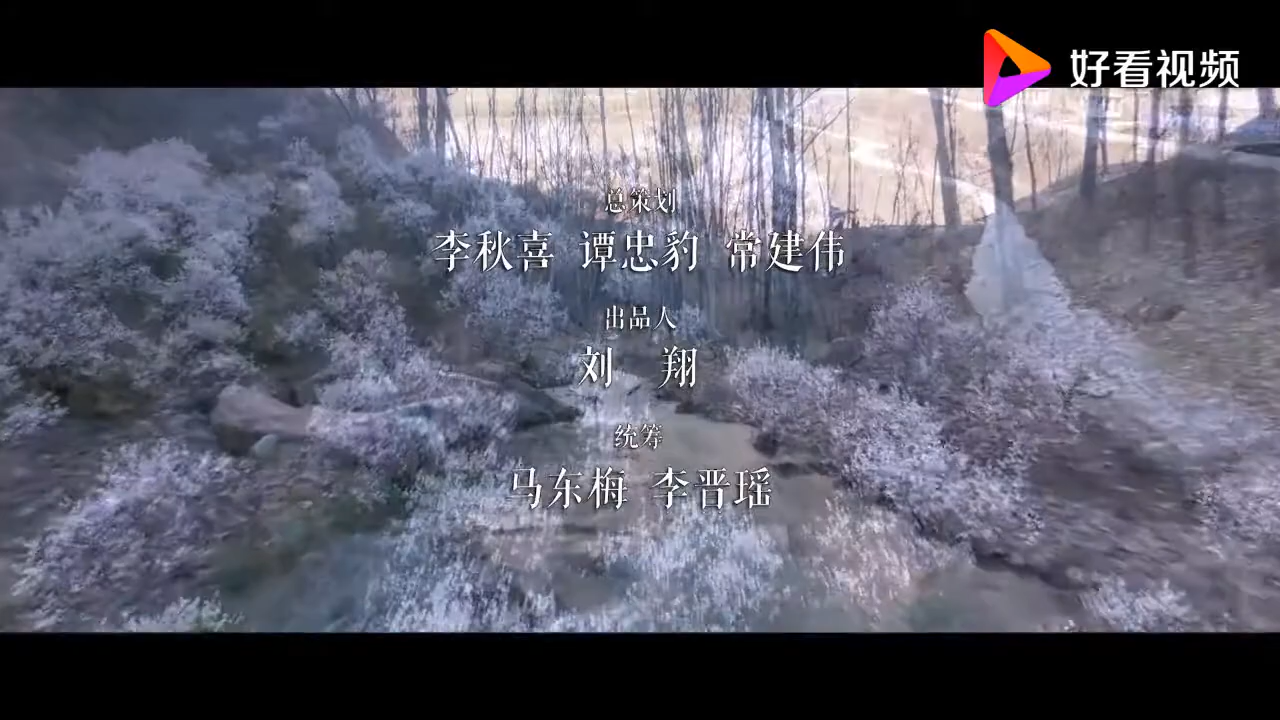 好看视频
总策划
李秋喜 谭忠豹 常建伟
出品人
刘 翔
统筹
马东梅 李晋瑶